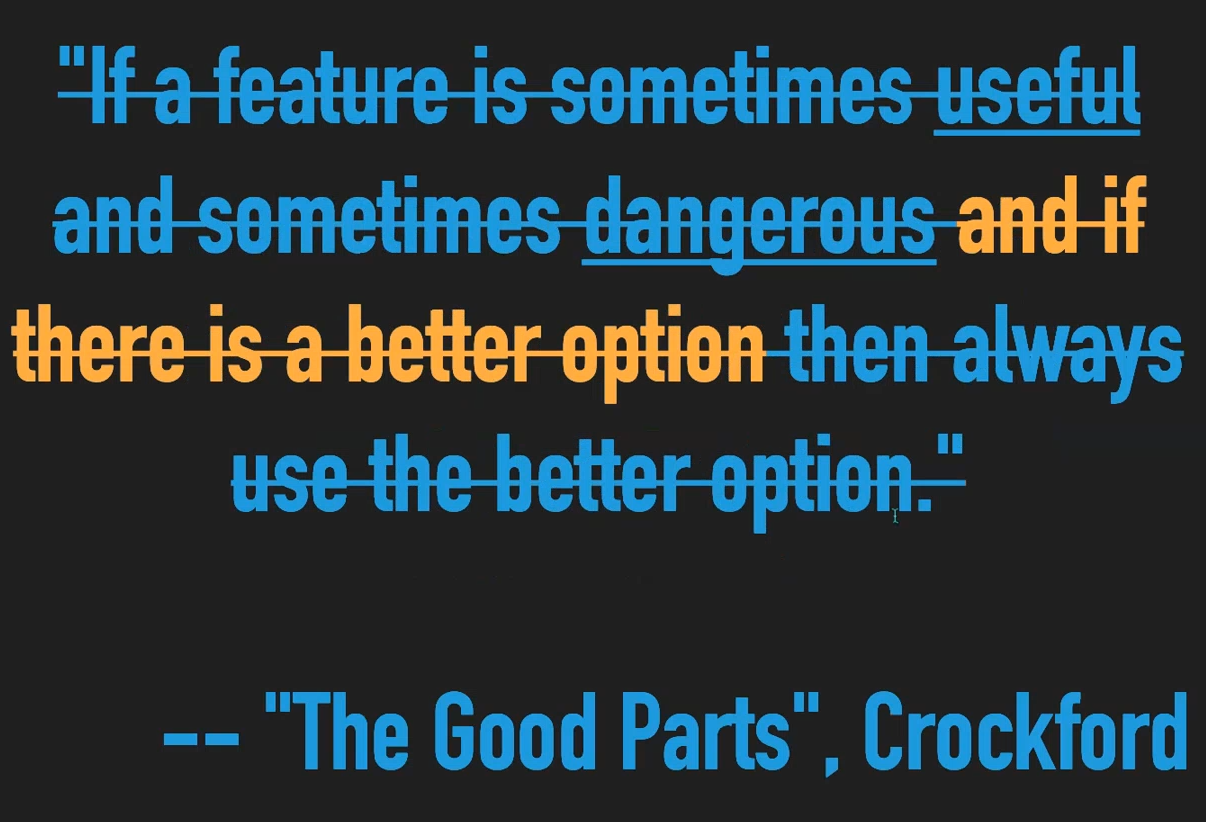 "If a feature is sometimes useful
and sometimes dangerous and if
there is a better option then always
use the better option."
-- "The Good Parts", Crockford